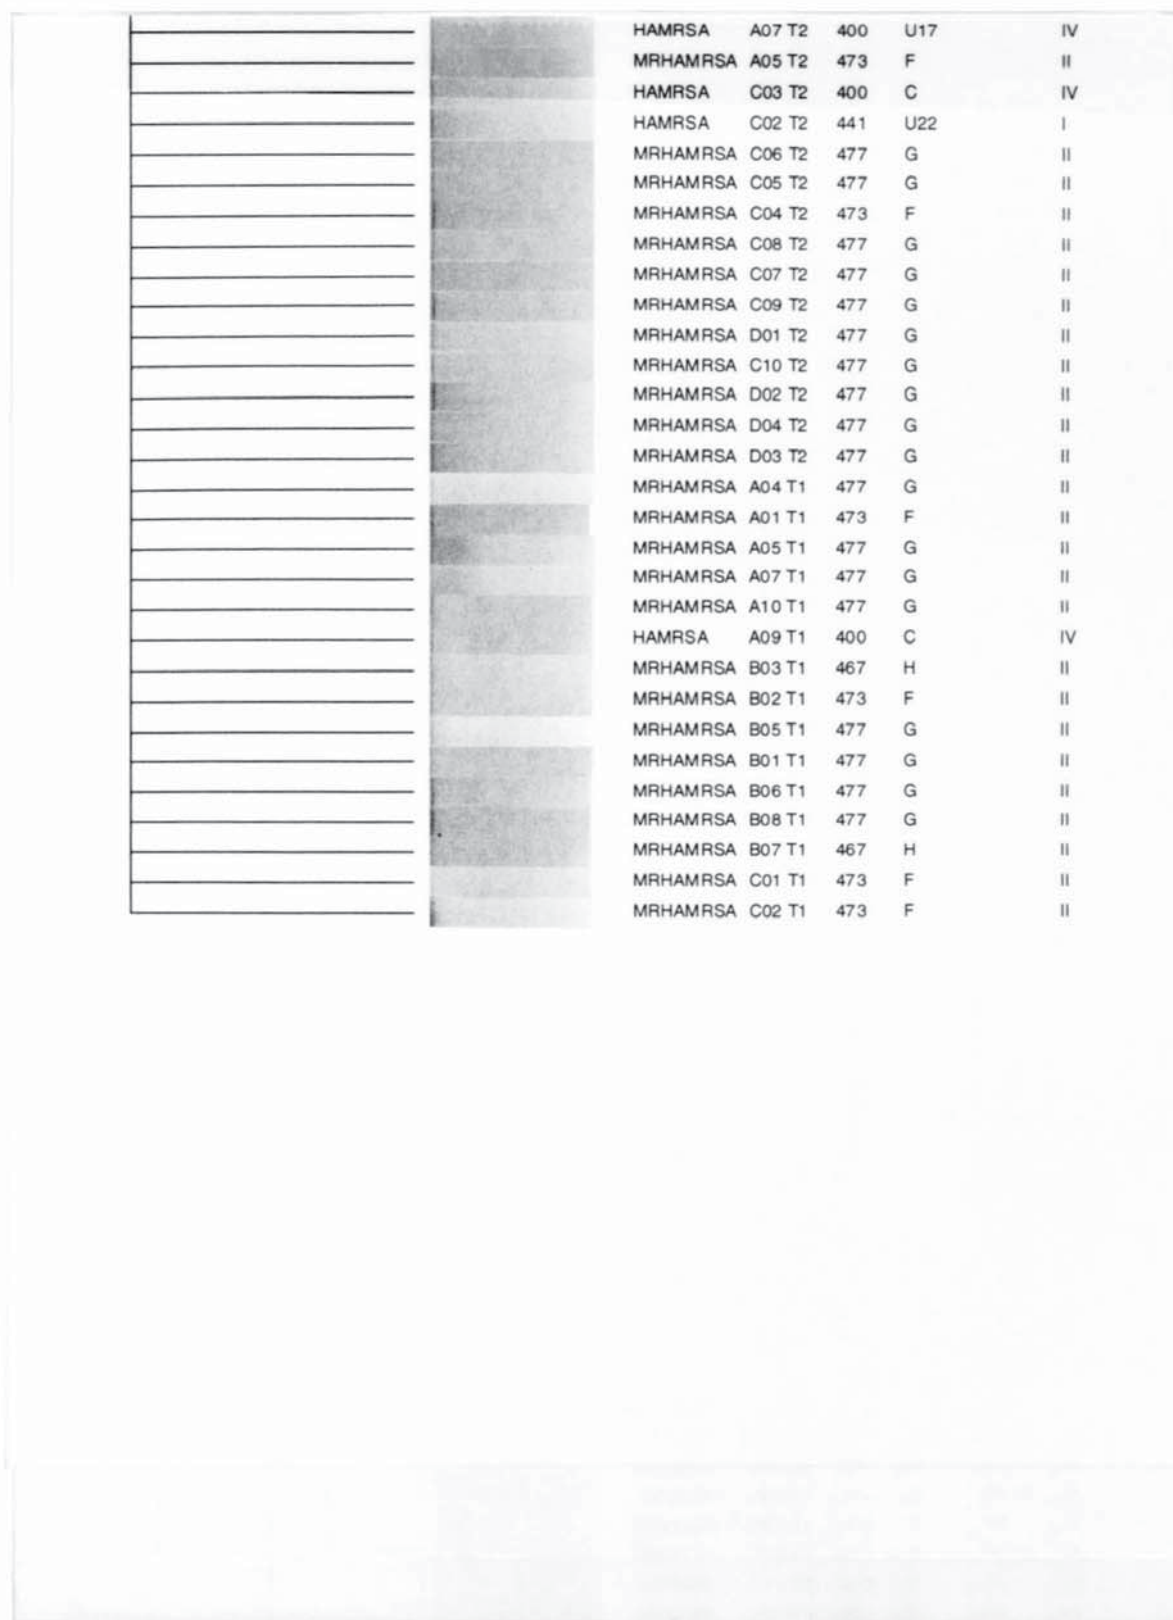 HAMRSA A07 T2 400 U17 IV
MRHAMRSA A05 T2 473 F II
HAMRSA C03 T2 400 C IV
HAMRSA C02 T2 441 U22 I
MRHAMRSA C06 T2 477 G II
MRHAMRSA C05 T2 477 G II
MRHAMRSA C04 T2 473 F II
MRHAMRSA C08 T2 477 G II
MRHAMRSA C07 T2 477 G II
MRHAMRSA C09 T2 477 G II
MRHAMRSA D01 T2 477 G II
MRHAMRSA C10 T2 477 G II
MRHAMRSA D02 T2 477 G II
MRHAMRSA D04 T2 477 G II
MRHAMRSA D03 T2 477 G II
MRHAMRSA A04 T1 477 G II
MRHAMRSA A01 T1 473 F II
MRHAMRSA A05 T1 477 G II
MRHAMRSA A07 T1 477 G II
MRHAMRSA A10 T1 477 G II
HAMRSA A09 T1 400 C IV
MRHAMRSA B03 T1 467 H II
MRHAMRSA B02 T1 473 F II
MRHAMRSA B05 T1 477 G II
MRHAMRSA B01 T1 477 G II
MRHAMRSA B06 T1 477 G II
MRHAMRSA B08 T1 477 G II
MRHAMRSA B07 T1 467 H II
MRHAMRSA C01 T1 473 F II
MRHAMRSA C02 T1 473 F II